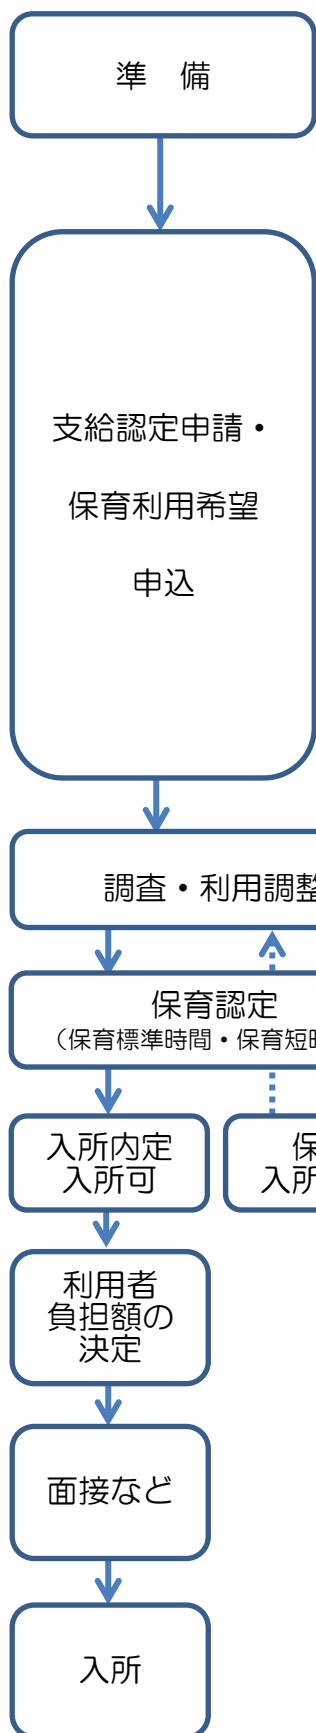 準　備
支給認定申請・
保育利用希望
申込
調査・利用調整
保育認定
（保育標準時間・保育短時
入所内定
入所可
保
入所
利用者
負担額の
決定
面接など
入所